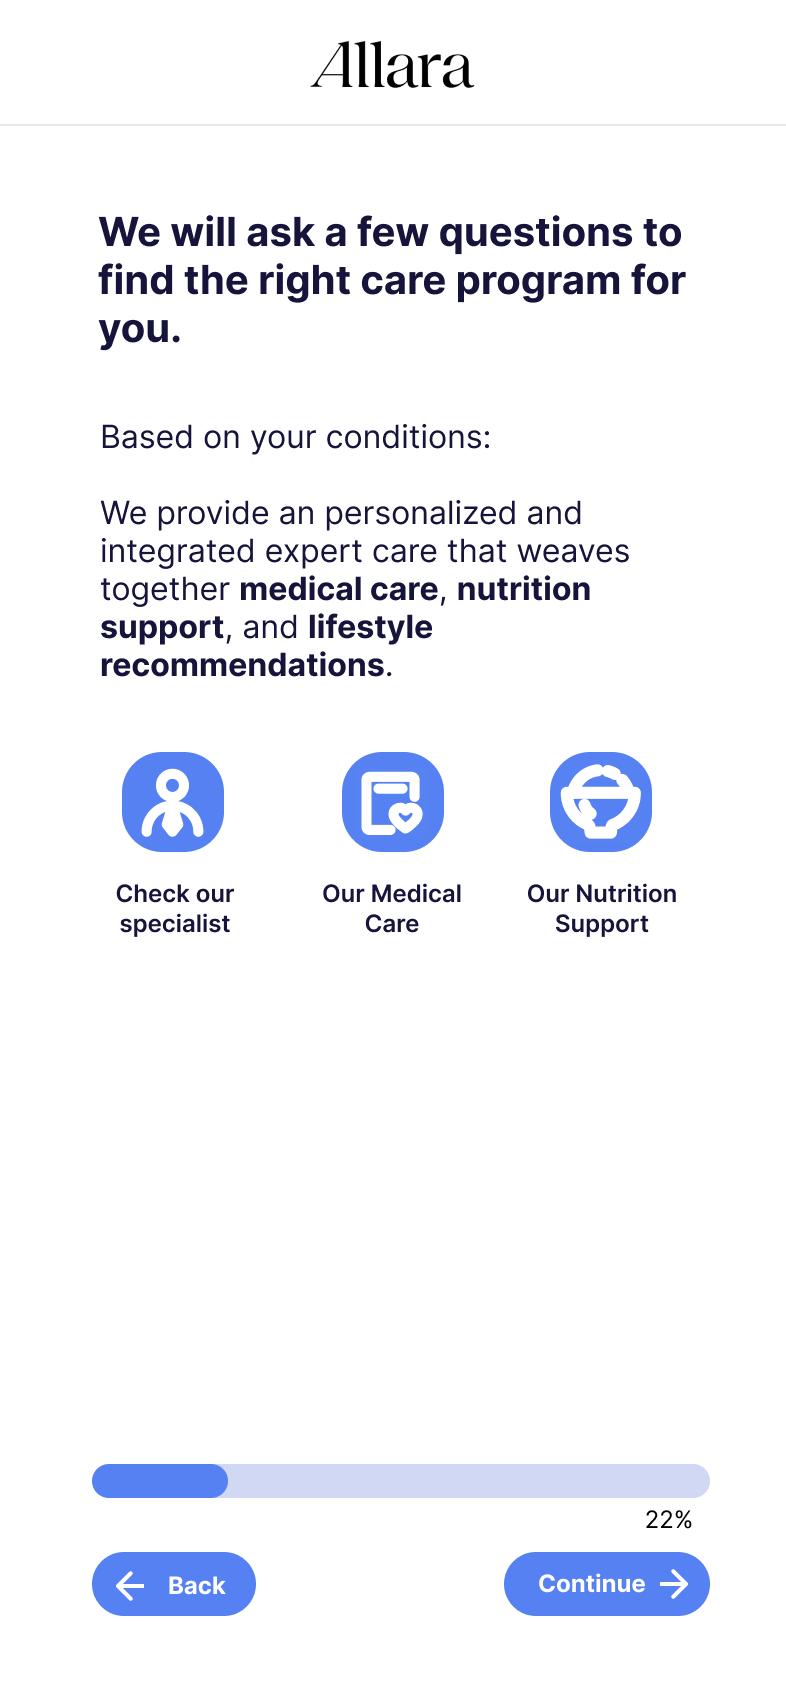 Allara
We will ask a few questions to
find the right care program for
you.
Based on your conditions:
We provide an personalized and
integrated expert care that weaves
together medical care, nutrition
support, and lifestyle
recommendations.
Check our
specialist
Our Medical
Care
Our Nutrition
Support
22%
Back
Continue